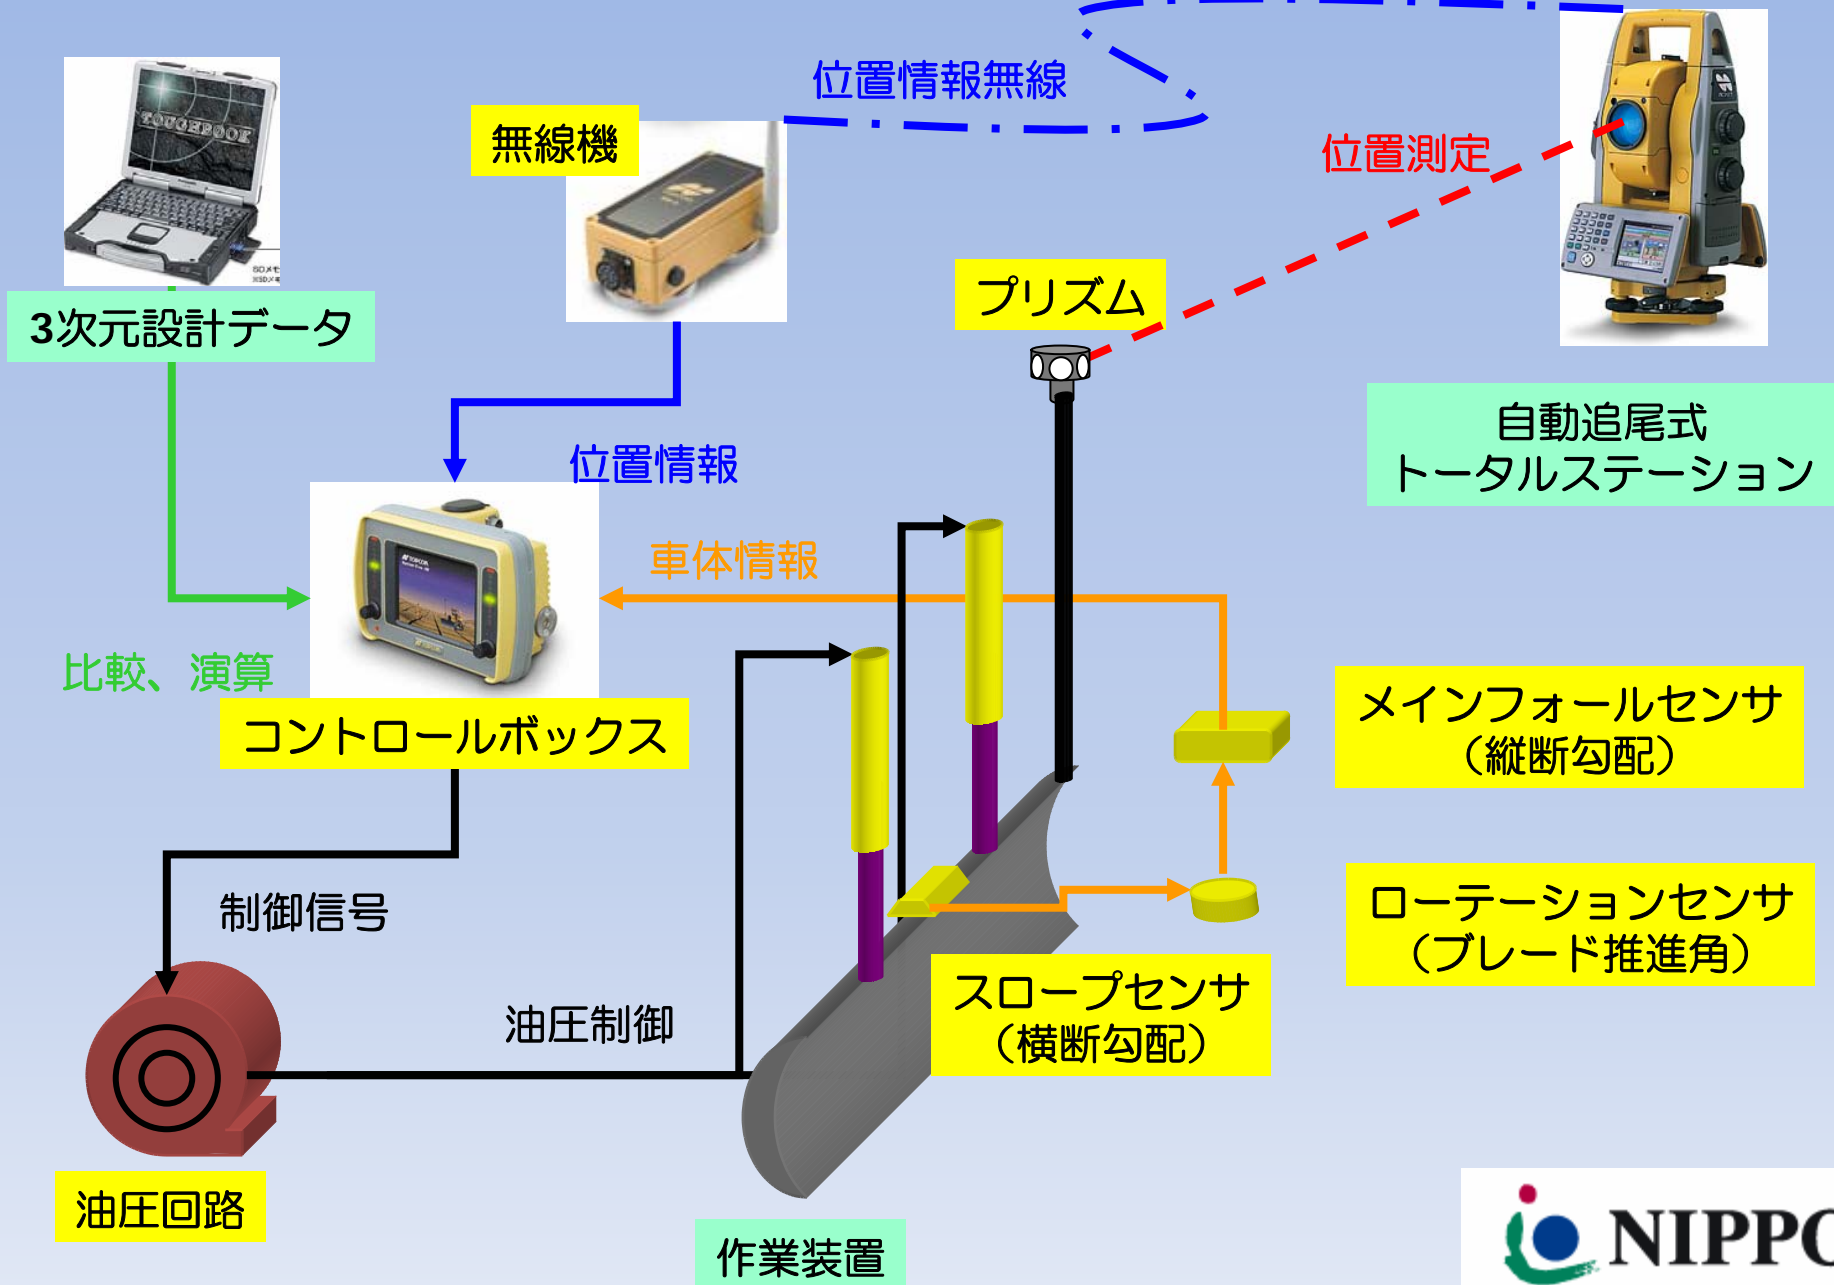 位置情報無線
無線機
位置測定
TOUGHBOOK
SDメモ
プリズム
3次元設計データ
自動追尾式
トータルステーション
位置情報
車体情報
TOPCON
比較、演算
コントロールボックス
メインフォールセンサ
（縦断勾配）
制御信号
ローテーションセンサ
（ブレード推進角）
スロープセンサ
（横断勾配）
油圧制御
油圧回路
作業装置
NIPPO